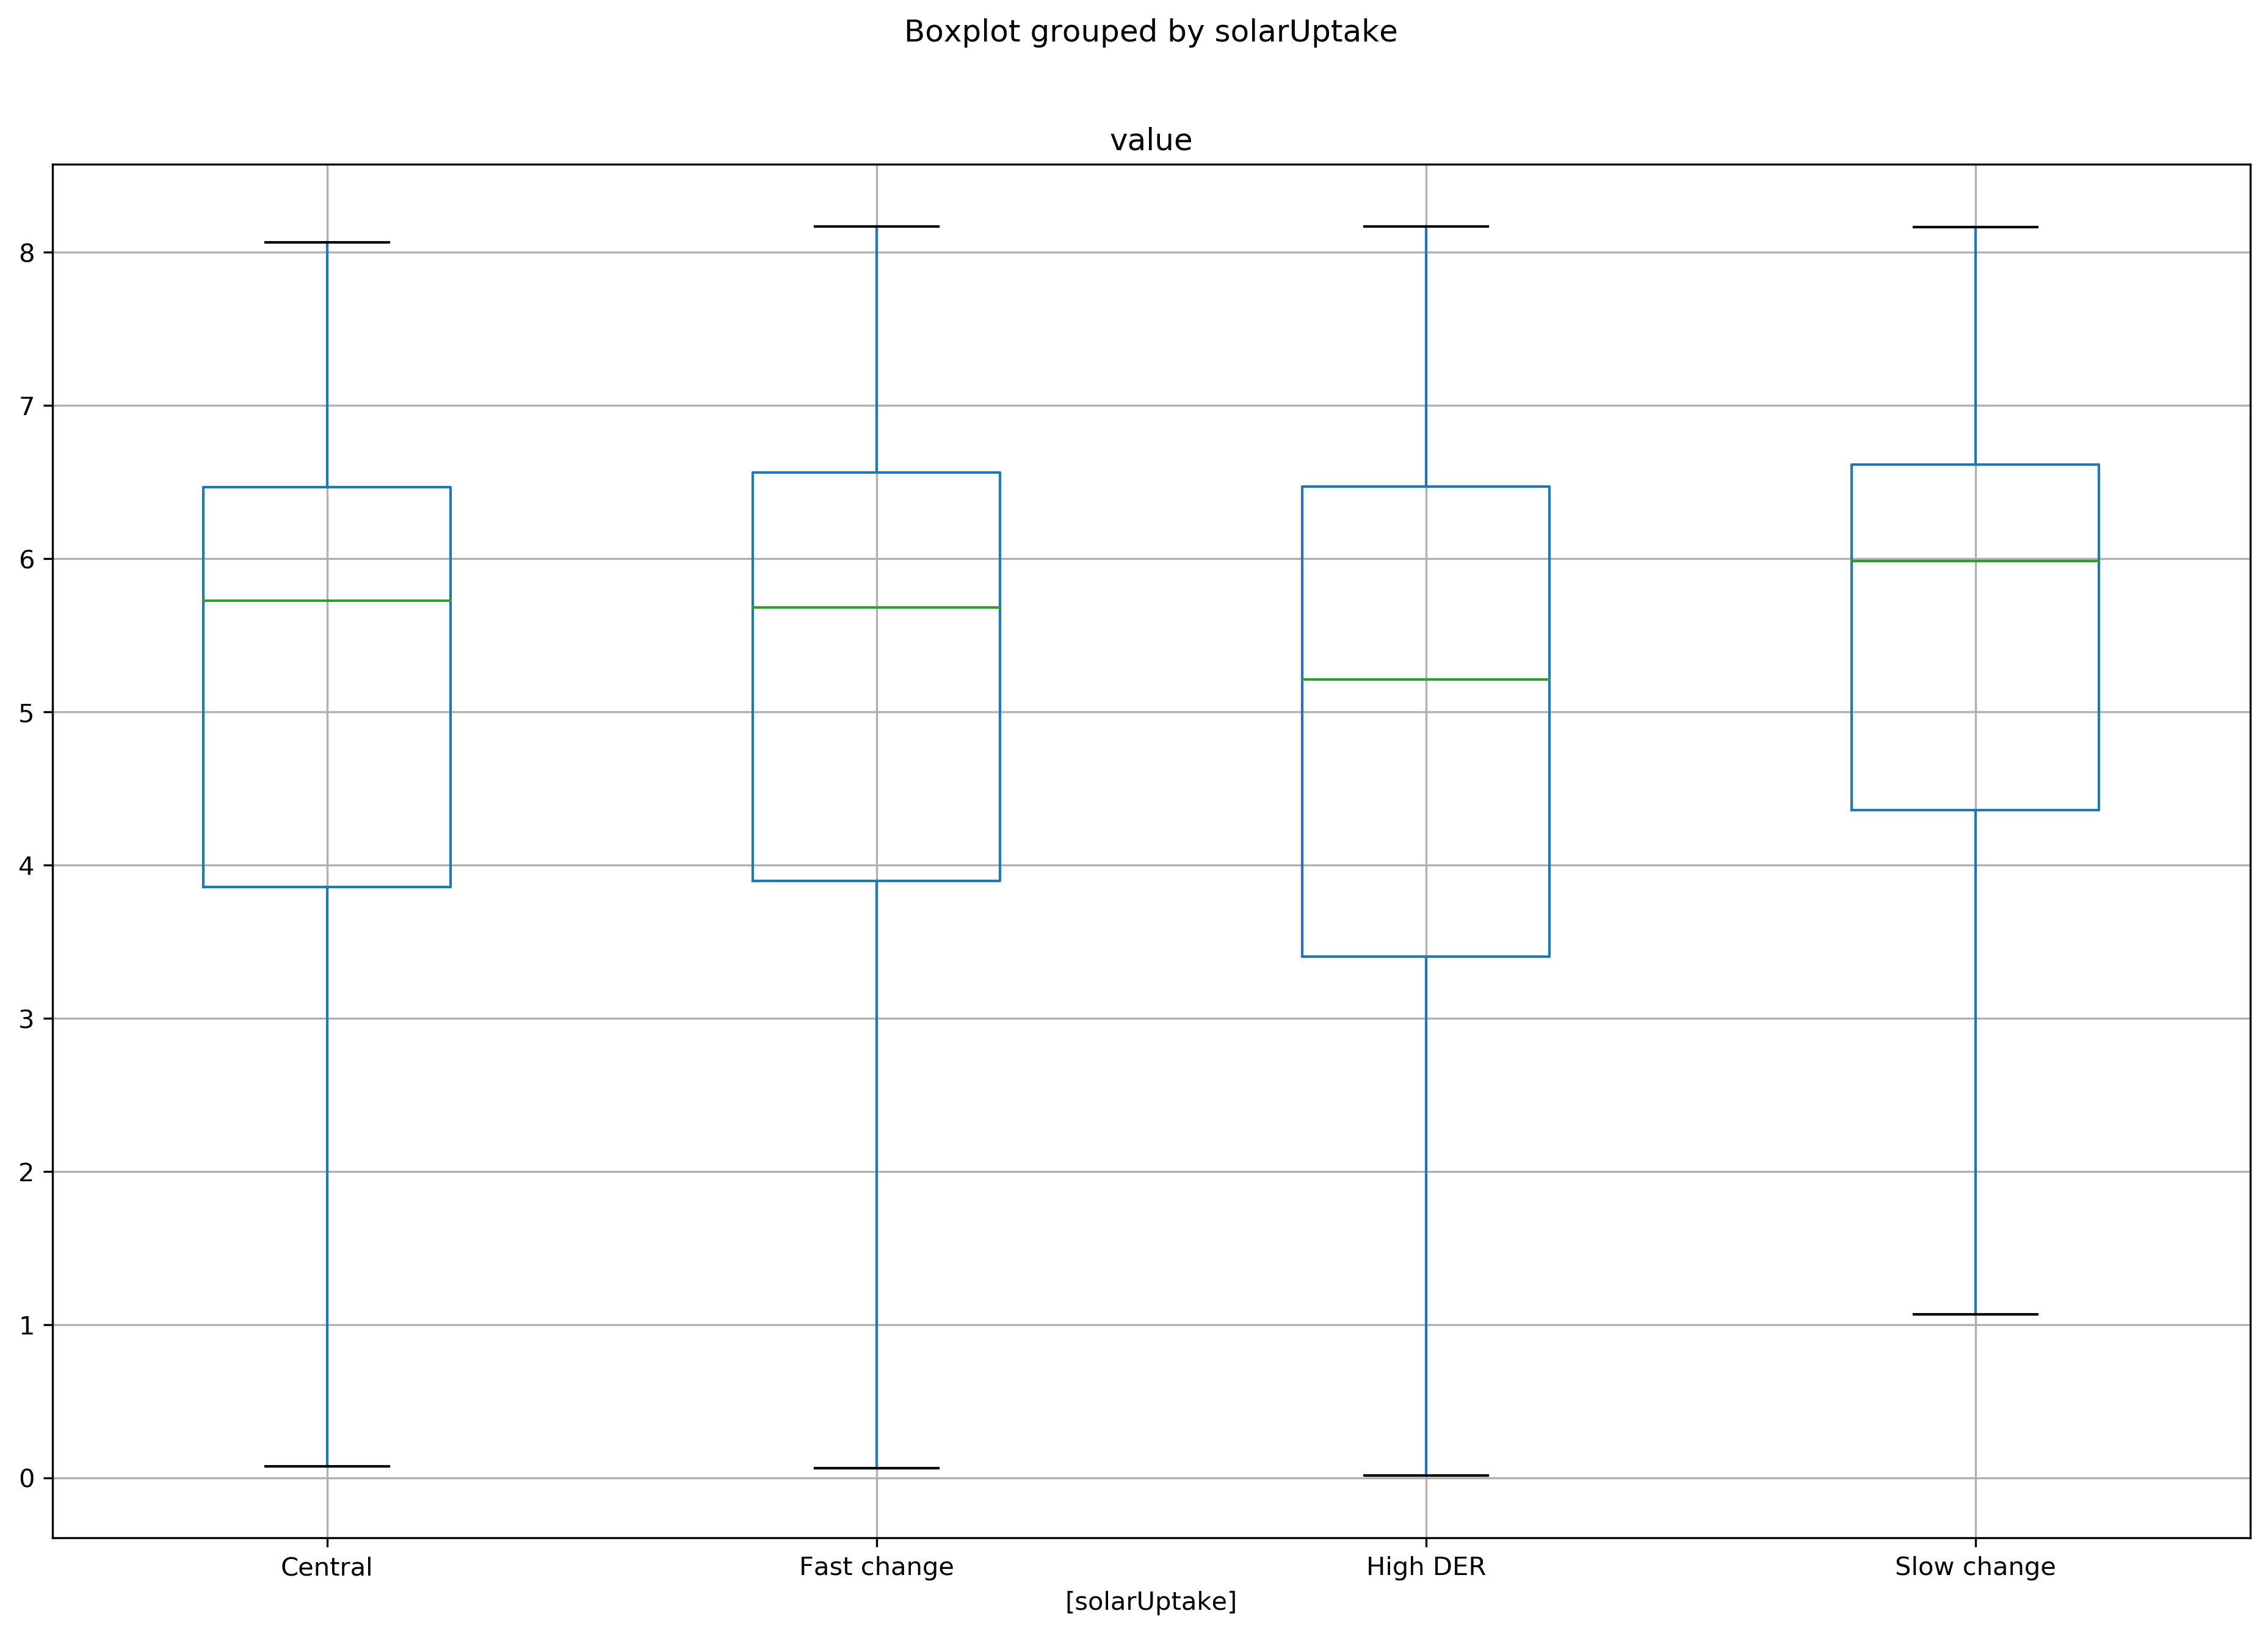 Boxplot grouped by solarUptake
value
8
7
6
5
4
3
2
1
0
Central Fast change High DER Slow change
[solarUptake]